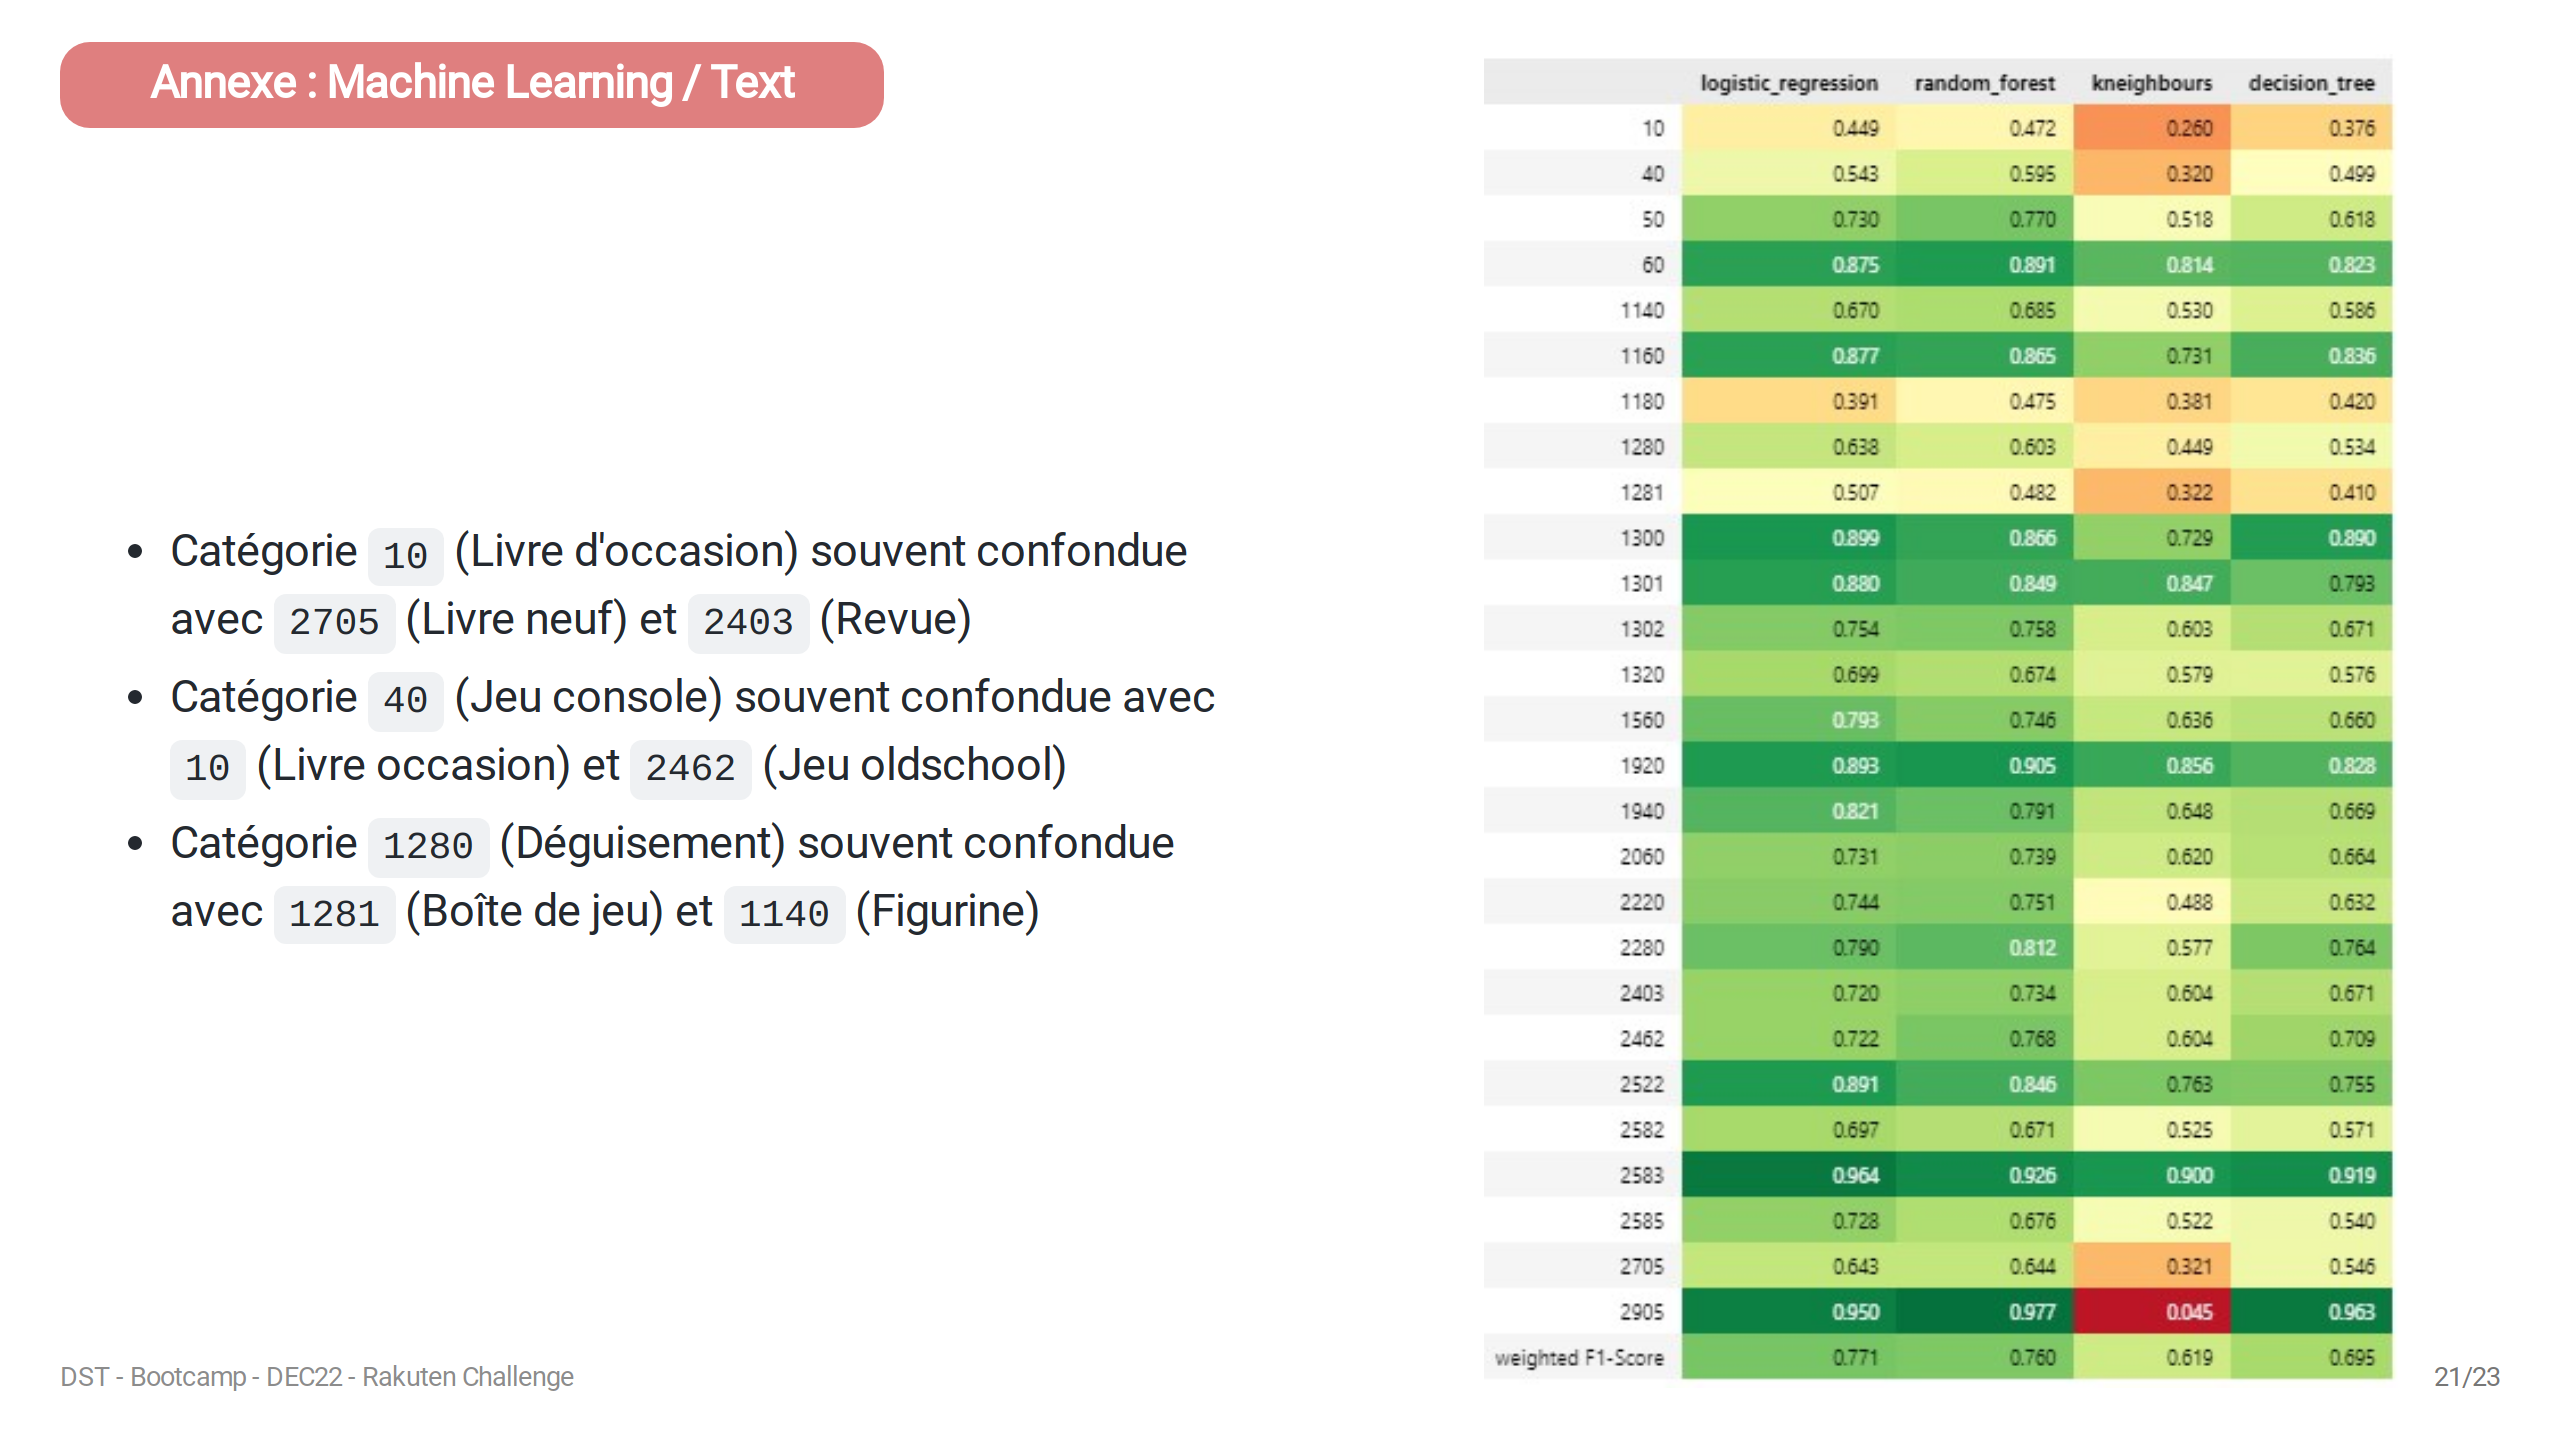 Annexe : Machine Learning / Text
• Catégorie 10 (Livre d'occasion) souvent confondue
avec 2705 (Livre neuf) et 2403 (Revue)
• Catégorie 40 (Jeu console) souvent confondue avec
10 (Livre occasion) et 2462 (Jeu oldschool)
• Catégorie 1280 (Déguisement) souvent confondue
avec 1281 (Boîte de jeu) et 1140 (Figurine)
logistic_regression random_forest kneighbours decision_tree
10 0.449 0.472 0.260 0.376
40 0.543 0.595 0.320 0.499
50 0.730 0.770 0.518 0.618
60 0.875 0.891 0.814 0.823
1140 0.670 0.685 0.530 0.586
1160 0.877 0.865 0.731 0.836
1180 0.391 0.475 0.381 0.420
1280 0.638 0.603 0.449 0.534
1281 0.507 0.482 0.322 0.410
1300 0.899 0.866 0.729 0.890
1301 0.880 0.849 0.847 0.793
1302 0.754 0.758 0.603 0.671
1320 0.699 0.674 0.579 0.576
1560 0.793 0.746 0.636 0.660
1920 0.893 0.905 0.856 0.828
1940 0.821 0.791 0.648 0.669
2060 0.731 0.739 0.620 0.664
2220 0.744 0.751 0.488 0.632
2280 0.790 0.812 0.577 0.764
2403 0.720 0.734 0.604 0.671
2462 0.722 0.768 0.604 0.709
2522 0.891 0.846 0.763 0.755
2582 0.697 0.671 0.525 0.571
2583 0.964 0.926 0.900 0.919
2585 0.728 0.676 0.522 0.540
2705 0.643 0.644 0.321 0.546
2905 0.950 0.977 0.045 0.963
weighted F1-Score 0.771 0.760 0.619 0.695
DST - Bootcamp - DEC22 - Rakuten Challenge
21/23